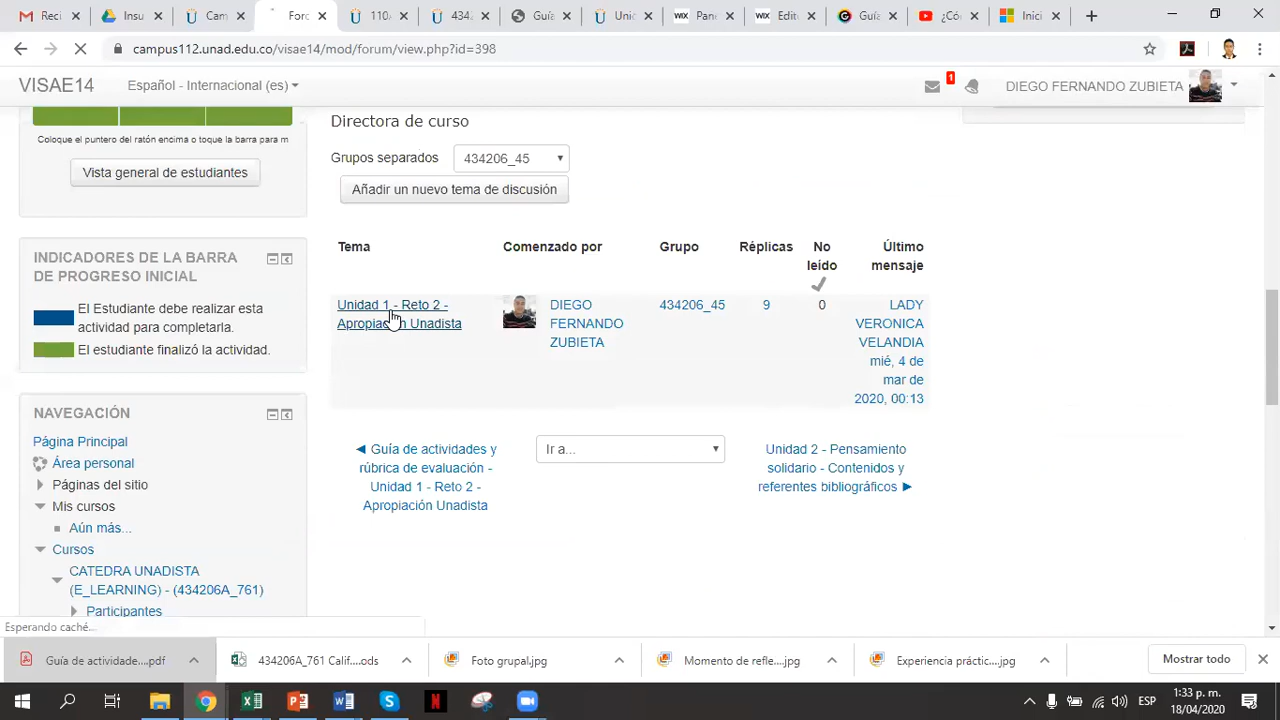 Reci
Insu
Cam
Foro
110/
434
Guía
Unic
WIX Pane
WIX Edito
Guía
¿Có
Inici
campus112.unad.edu.co/visae14/mod/forum/view.php?id=398
VISAE14
Español - Internacional (es)
1
DIEGO FERNANDO ZUBIETA
Directora de curso
Coloque el puntero del ratón encima o toque la barra para m
Grupos separados
434206_45
Vista general de estudiantes
Añadir un nuevo tema de discusión
Tema
Comenzado por
Grupo
Réplicas
No leído
Último mensaje
INDICADORES DE LA BARRA
DE PROGRESO INICIAL
El Estudiante debe realizar esta
actividad para completarla.
El estudiante finalizó la actividad.
Unidad 1 - Reto 2 -
Apropiación Unadista
DIEGO
FERNANDO
ZUBIETA
434206_45
9
0
LADY
VERONICA
VELANDIA
mié, 4 de
mar de
2020, 00:13
NAVEGACIÓN
Página Principal
Área personal
Páginas del sitio
Mis cursos
Aún más...
Cursos
CATEDRA UNADISTA
(E_LEARNING) - (434206A_761)
Participantes
◄ Guía de actividades y
rúbrica de evaluación -
Unidad 1 - Reto 2 -
Apropiación Unadista
Ir a...
Unidad 2 - Pensamiento
solidario - Contenidos y
referentes bibliográficos ►
Esperando caché...
Guía de actividade....pdf
434206A_761 Calif....ods
Foto grupal.jpg
Momento de refle....jpg
Experiencia práctic....jpg
Mostrar todo
ESP
1:33 p. m.
18/04/2020